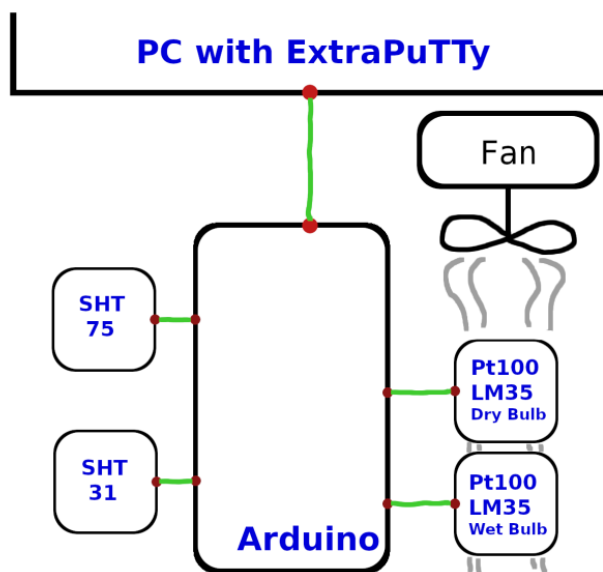 PC with ExtraPuTTy
Fan
SHT
75
Pt100
LM35
Dry Bulb
SHT
31
Pt100
LM35
Wet Bulb
Arduino